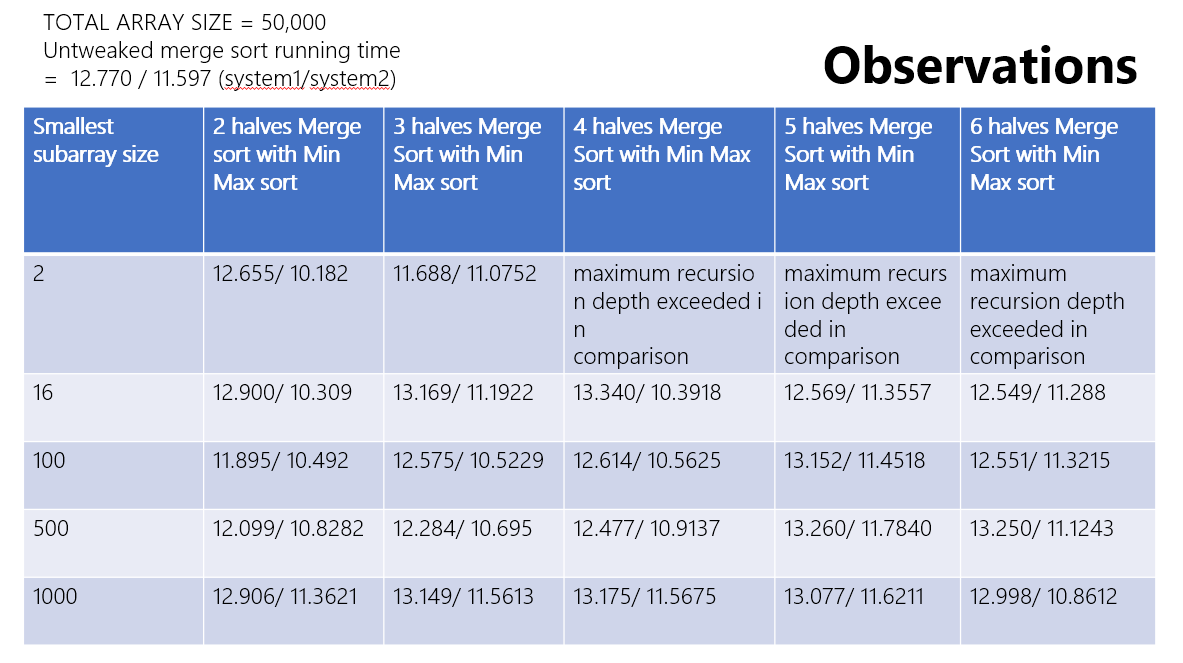 TOTAL ARRAY SIZE = 50,000
Untweaked merge sort running time
= 12.770 / 11.597 (system1/system2)
Observations
Smallest
subarray size
2 halves Merge
sort with Min
Max sort
3 halves Merge
Sort with Min
Max sort
4 halves Merge
Sort with Min Max
sort
5 halves Merge
Sort with Min
Max sort
6 halves Merge
Sort with Min
Max sort
2
12.655/ 10.182
11.688/ 11.0752
maximum recursio
n depth exceeded i
n
comparison
maximum recurs
ion depth excee
ded in
comparison
maximum
recursion depth
exceeded in
comparison
16
12.900/ 10.309
13.169/ 11.1922
13.340/ 10.3918
12.569/ 11.3557
12.549/ 11.288
100
11.895/ 10.492
12.575/ 10.5229
12.614/ 10.5625
13.152/ 11.4518
12.551/ 11.3215
500
12.099/ 10.8282
12.284/ 10.695
12.477/ 10.9137
13.260/ 11.7840
13.250/ 11.1243
1000
12.906/ 11.3621
13.149/ 11.5613
13.175/ 11.5675
13.077/ 11.6211
12.998/ 10.8612